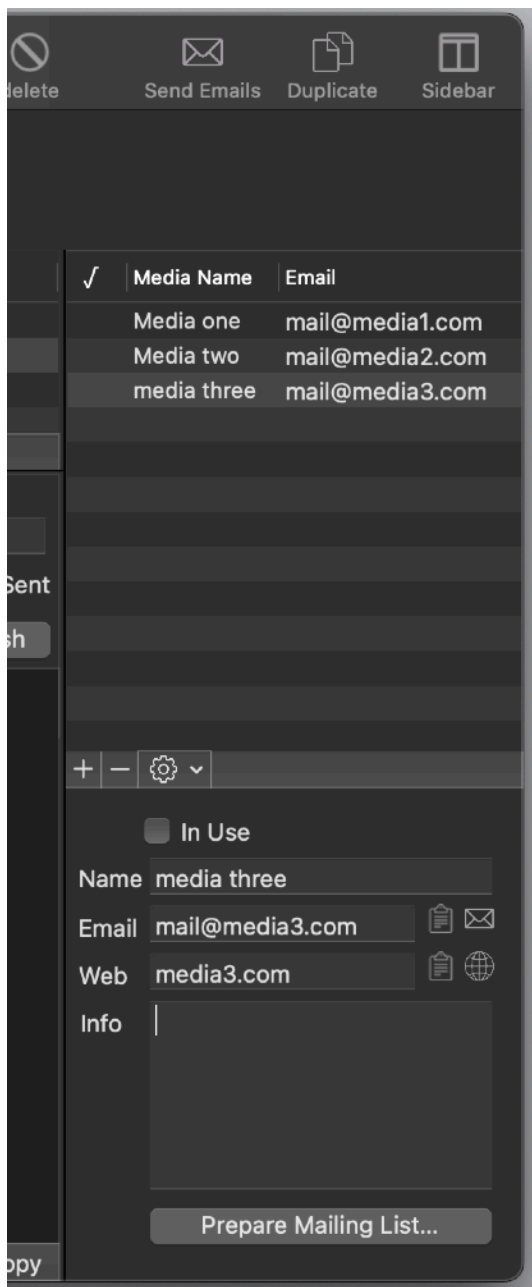 delete Send Emails Duplicate Sidebar
√ Media Name Email
Media one mail@media1.com
Media two mail@media2.com
media three mail@media3.com
Sent
In Use
Name media three
Email mail@media3.com
Web media3.com
Info
Prepare Mailing List...